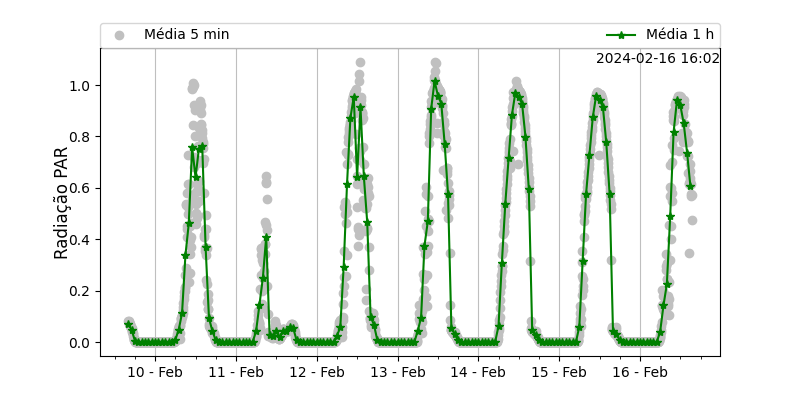 Média 5 min
Média 1 h
2024-02-16 16:02
Radiação PAR
1.0
0.8
0.6
0.4
0.2
0.0
10 - Feb
11 - Feb
12 - Feb
13 - Feb
14 - Feb
15 - Feb
16 - Feb